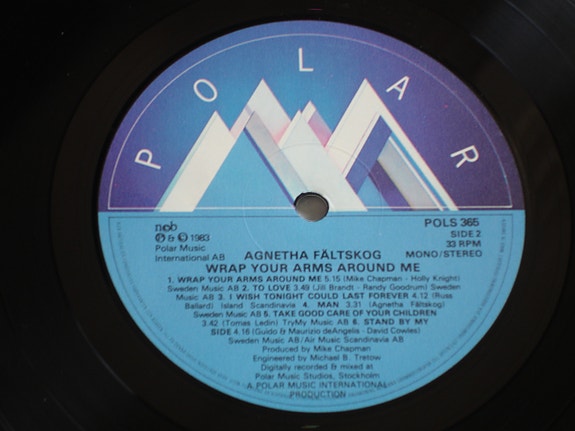 POLAR
ncb
℗ & © 1983
Polar Music
International AB
POLS 365
SIDE 2
33 RPM
MONO/STEREO
AGNETHA FÄLTSKOG
WRAP YOUR ARMS AROUND ME
1. WRAP YOUR ARMS AROUND ME 5.15 (Mike Chapman - Holly Knight)
Sweden Music AB 2. TO LOVE 3.49 (Jill Brandt - Randy Goodrum) Sweden
Music AB 3. I WISH TONIGHT COULD LAST FOREVER 4.12 (Russ
Ballard) Island Scandinavia 4. MAN 3.31 (Agnetha Fältskog)
Sweden Music AB 5. TAKE GOOD CARE OF YOUR CHILDREN
3.42 (Tomas Ledin) TryMy Music AB 6. STAND BY MY
SIDE 4.16 (Guido & Maurizio deAngelis - David Cowles)
Sweden Music AB/Air Music Scandinavia AB
Produced by Mike Chapman
Engineered by Michael B. Tretow
Digitally recorded & mixed at
Polar Music Studios, Stockholm
A POLAR MUSIC INTERNATIONAL
PRODUCTION